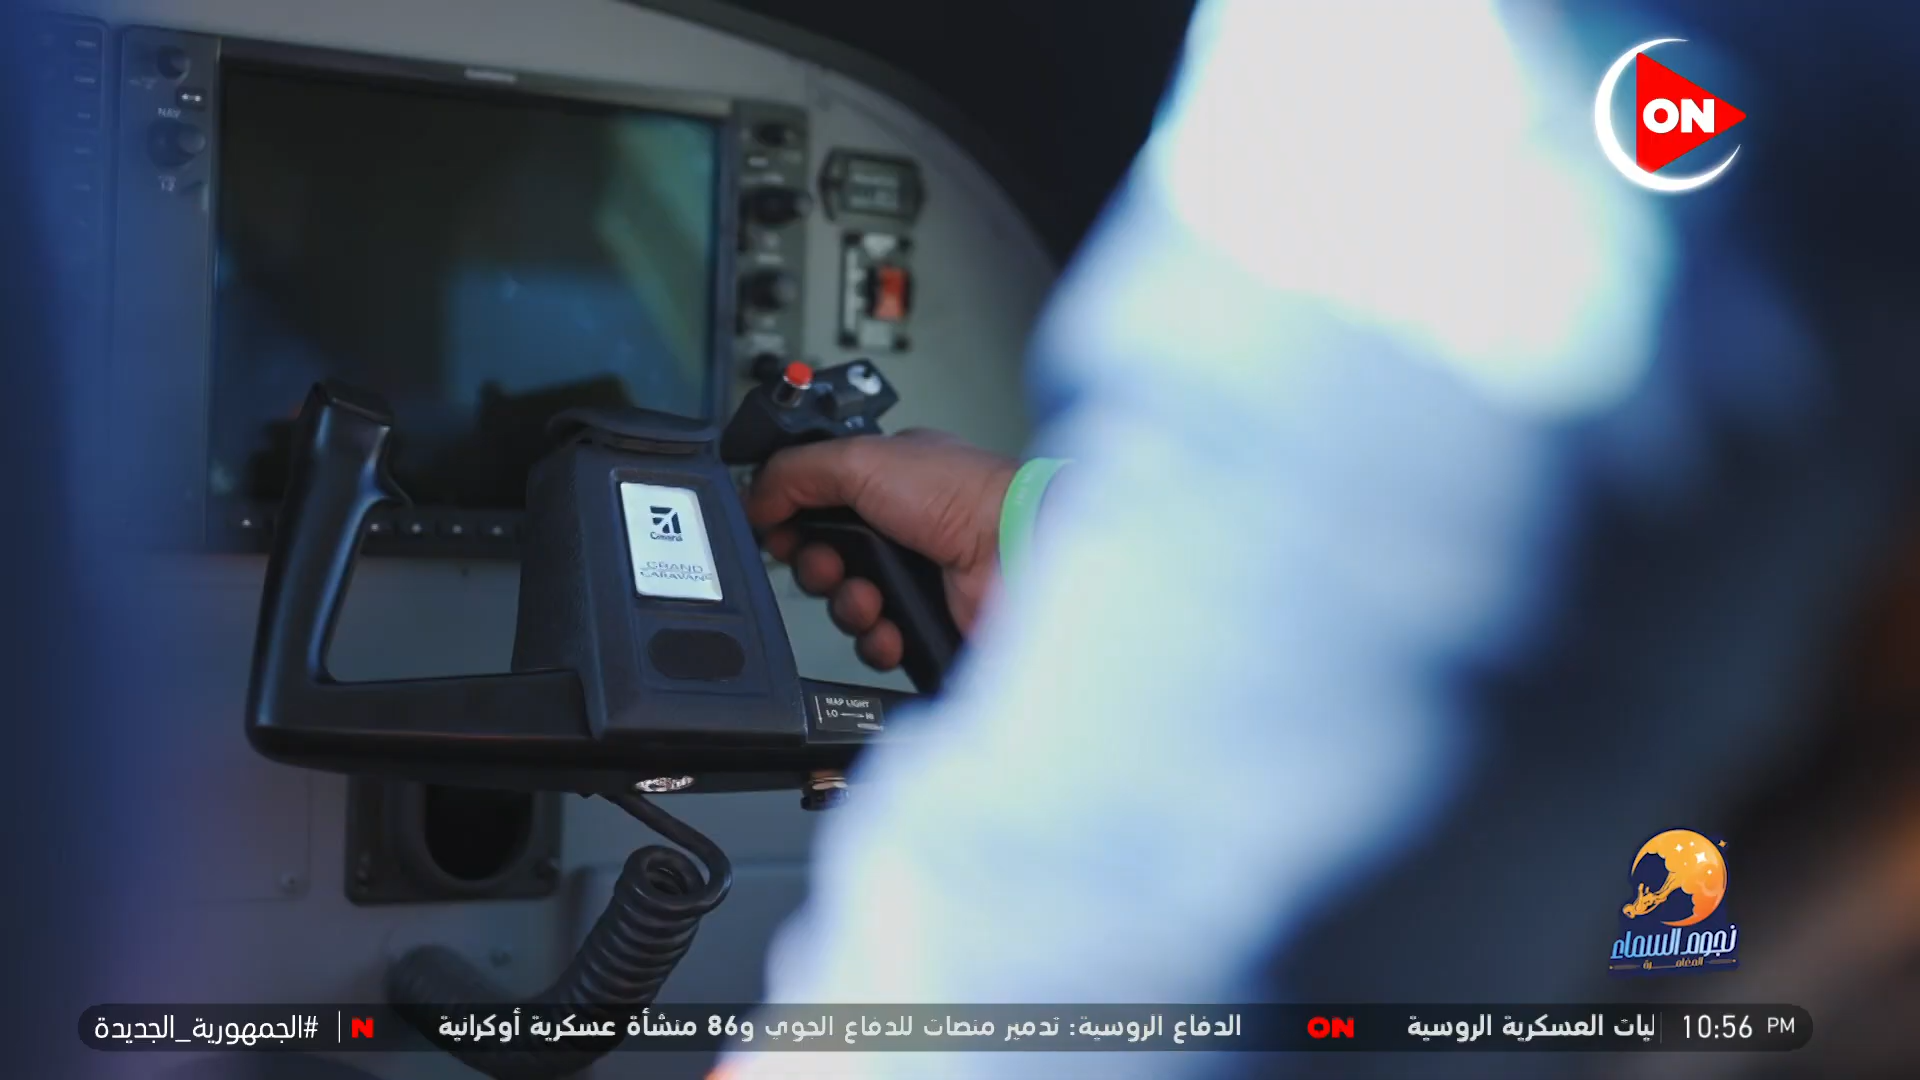 ON
NAV
Cessna
GRAND
CARAVAN
MAP LIGHT
LO HI
نجوم السماء
المغامرة
10:56 PM
ليات العسكرية الروسية
ON
الدفاع الروسية: تدمير منصات للدفاع الجوي و86 منشأة عسكرية أوكرانية
N
#الجمهورية_الجديدة